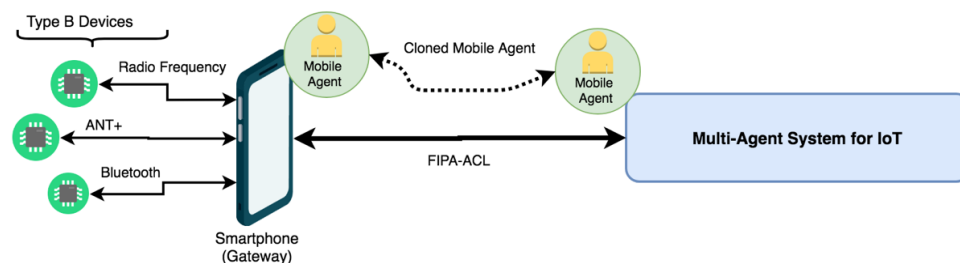 Type B Devices
Radio Frequency
ANT+
Bluetooth
Smartphone
(Gateway)
Mobile
Agent
Cloned Mobile Agent
FIPA-ACL
Mobile
Agent
Multi-Agent System for IoT